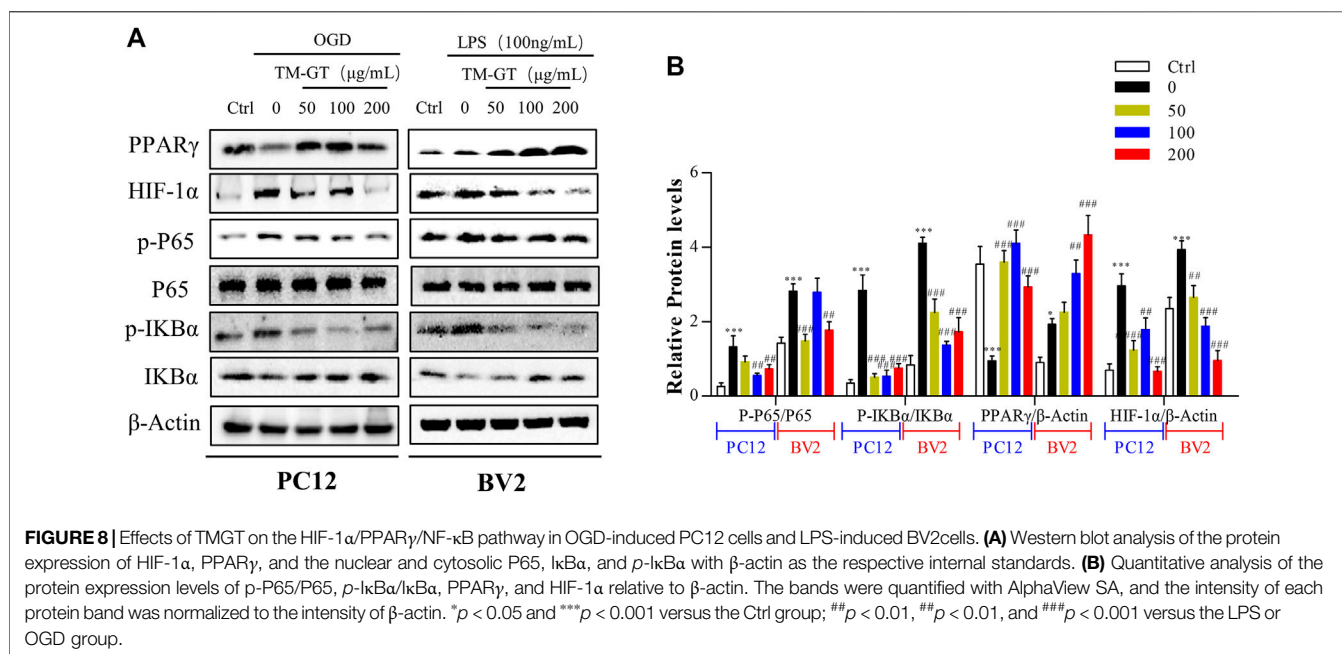 A
OGD
LPS（100ng/mL）
TM-GT（μg/mL）
TM-GT（μg/mL）
Ctrl 0 50 100 200
Ctrl 0 50 100 200
PPARγ
HIF-1α
p-P65
P65
p-IKBα
IKBα
β-Actin
PC12
BV2
B
Ctrl
0
50
100
200
Relative Protein levels
6
4
2
0
***
##
##
***
###
##
***
###
###
###
***
###
###
###
***
###
###
###
*
##
###
***
###
##
###
***
##
###
###
P-P65/P65
P-IKBα/IKBα
PPARγ/β-Actin
HIF-1α/β-Actin
PC12
BV2
PC12
BV2
PC12
BV2
PC12
BV2
FIGURE 8 | Effects of TMGT on the HIF-1α/PPARγ/NF-κB pathway in OGD-induced PC12 cells and LPS-induced BV2cells. (A) Western blot analysis of the protein
expression of HIF-1α, PPARγ, and the nuclear and cytosolic P65, IκBα, and p-IκBα with β-actin as the respective internal standards. (B) Quantitative analysis of the
protein expression levels of p-P65/P65, p-IκBα/IκBα, PPARγ, and HIF-1α relative to β-actin. The bands were quantified with AlphaView SA, and the intensity of each
protein band was normalized to the intensity of β-actin. *p < 0.05 and ***p < 0.001 versus the Ctrl group; ##p < 0.01, ##p < 0.01, and ###p < 0.001 versus the LPS or
OGD group.